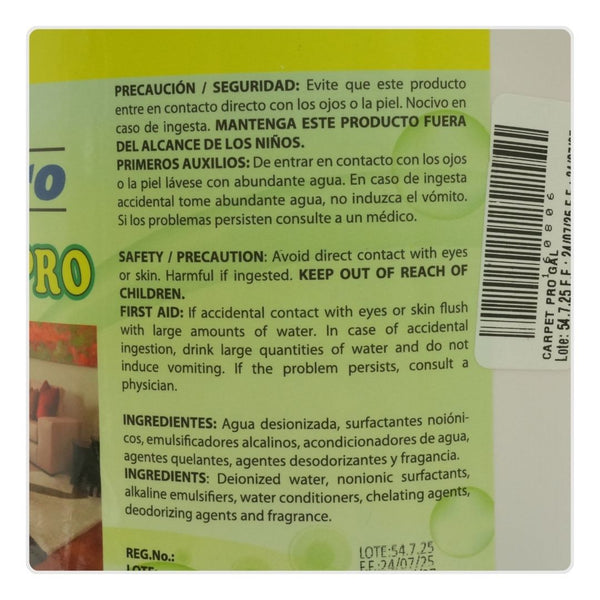 PRECAUCIÓN / SEGURIDAD: Evite que este producto
entre en contacto directo con los ojos o la piel. Nocivo en
caso de ingesta. MANTENGA ESTE PRODUCTO FUERA
DEL ALCANCE DE LOS NIÑOS.
PRIMEROS AUXILIOS: De entrar en contacto con los ojos
o la piel lávese con abundante agua. En caso de ingesta
accidental tome abundante agua, no induzca el vómito.
Si los problemas persisten consulte a un médico.
SAFETY / PRECAUTION: Avoid direct contact with eyes
or skin. Harmful if ingested. KEEP OUT OF REACH OF
CHILDREN.
FIRST AID: If accidental contact with eyes or skin flush
with large amounts of water. In case of accidental
ingestion, drink large quantities of water and do not
induce vomiting. If the problem persists, consult a
physician.
INGREDIENTES: Agua desionizada, surfactantes noióni-
cos, emulsificadores alcalinos, acondicionadores de agua,
agentes quelantes, agentes desodorizantes y fragancia.
INGREDIENTS: Deionized water, nonionic surfactants,
alkaline emulsifiers, water conditioners, chelating agents,
deodorizing agents and fragrance.
REG.No.:
LOTE:
LOTE:54.7.25
F.F:24/07/25
PRO
160806
CARPET PRO GAL
Lote: 54.7.25 F.F.: 24/07/25